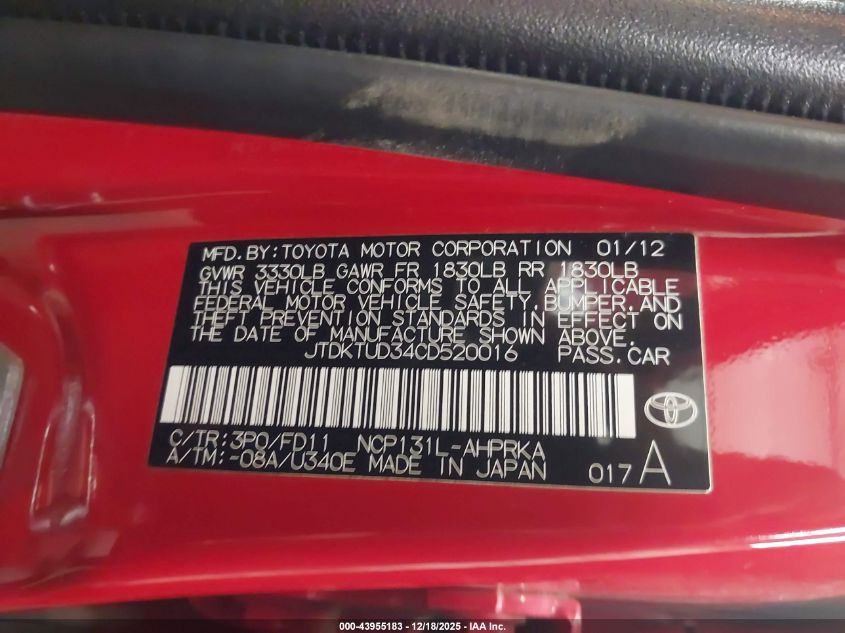 MFD. BY: TOYOTA MOTOR CORPORATION 01/12
GVWR 3330LB GAWR FR 1830LB RR 1830LB
THIS VEHICLE CONFORMS TO ALL APPLICABLE
FEDERAL MOTOR VEHICLE SAFETY, BUMPER, AND
THEFT PREVENTION STANDARDS IN EFFECT ON
THE DATE OF MANUFACTURE SHOWN ABOVE.
JTDKTUD34CD520016 PASS. CAR
C/TR: 3P0/FD11 NCP131L-AHPRKA
A/TM: -08A/U340E MADE IN JAPAN 017 A
000-43955183 - 12/18/2025 - IAA Inc.